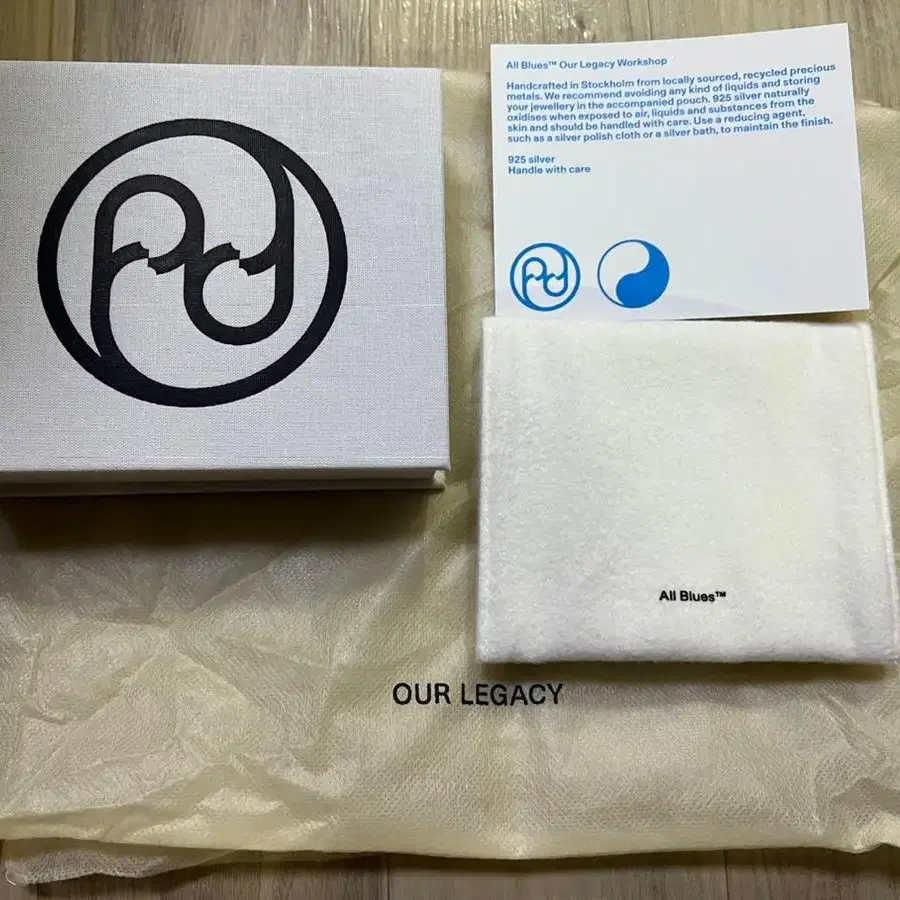 All Blues™ Our Legacy Workshop
Handcrafted in Stockholm from locally sourced, recycled precious
metals. We recommend avoiding any kind of liquids and storing
your jewellery in the accompanied pouch. 925 silver naturally
oxidises when exposed to air, liquids and substances from the
skin and should be handled with care. Use a reducing agent,
such as a silver polish cloth or a silver bath, to maintain the finish.
925 silver
Handle with care
All Blues™
OUR LEGACY